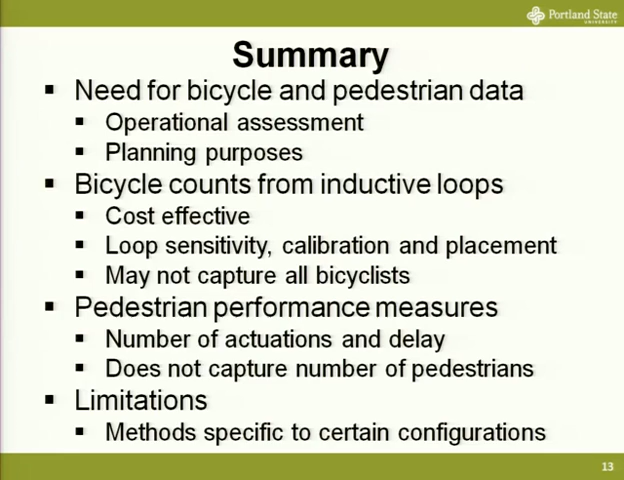 Portland State
UNIVERSITY
Summary
Need for bicycle and pedestrian data
Operational assessment
Planning purposes
Bicycle counts from inductive loops
Cost effective
Loop sensitivity, calibration and placement
May not capture all bicyclists
Pedestrian performance measures
Number of actuations and delay
Does not capture number of pedestrians
Limitations
Methods specific to certain configurations
13